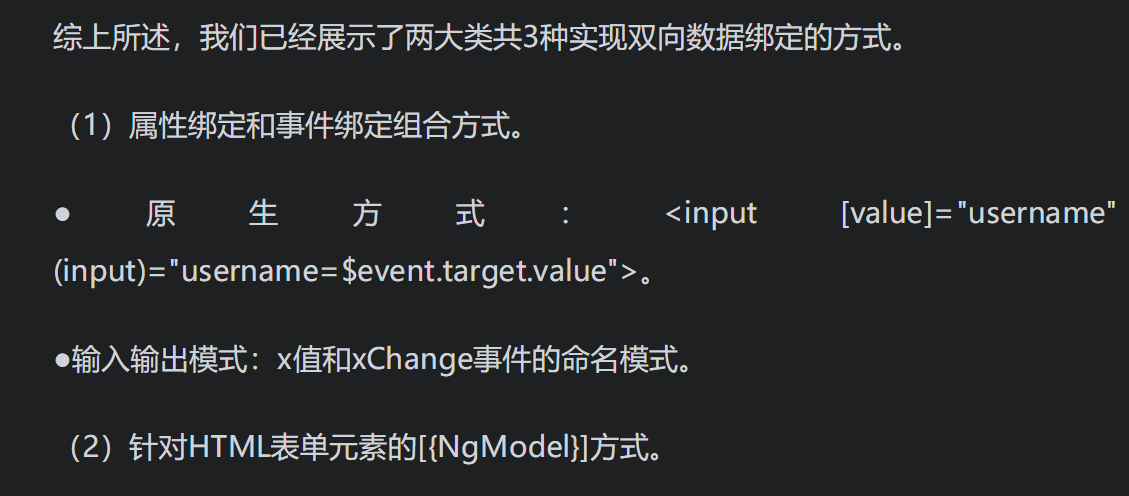 综上所述，我们已经展示了两大类共3种实现双向数据绑定的方式。
（1）属性绑定和事件绑定组合方式。
●原生方式：<input [value]="username"
(input)="username=$event.target.value">。
●输入输出模式：x值和xChange事件的命名模式。
（2）针对HTML表单元素的[{NgModel}]方式。